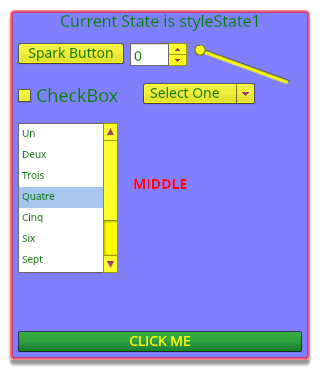 Current State is styleState1
Spark Button
0
CheckBox
Select One
Un
Deux
Trois
Quatre
Cinq
Six
Sept
MIDDLE
CLICK ME